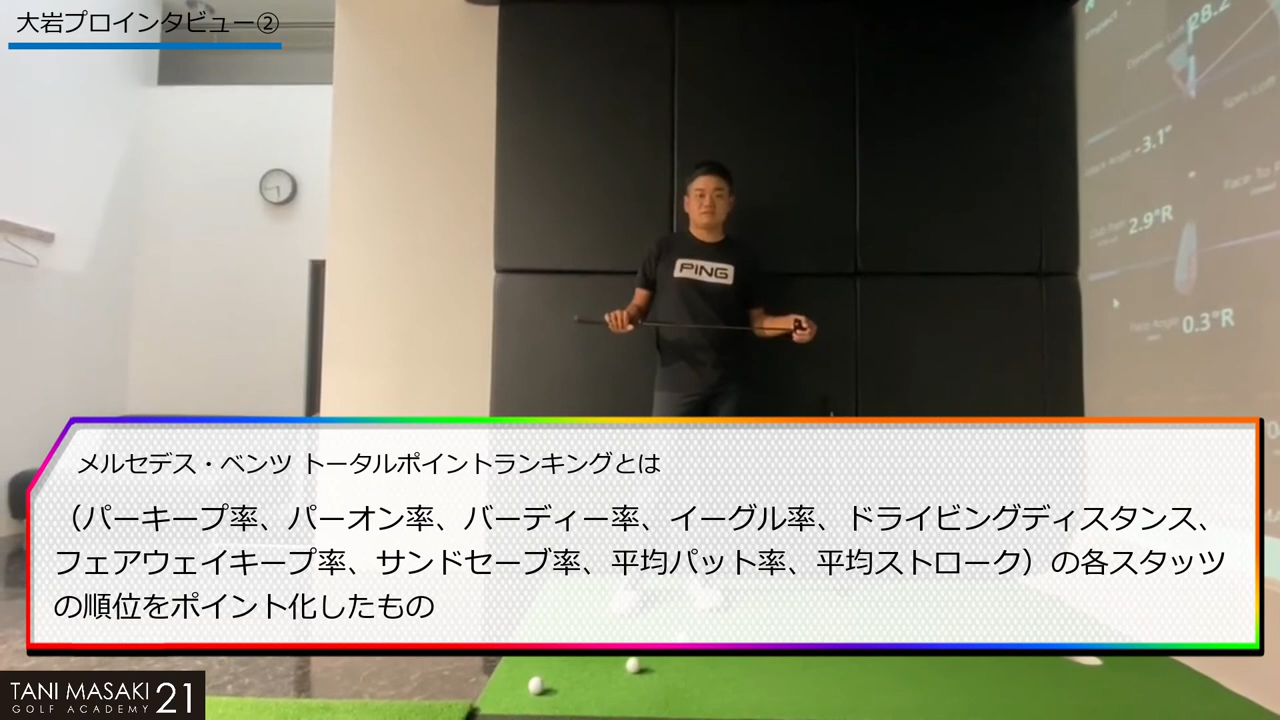 大岩プロインタビュー②
28.2
-3.1°
Face To
2.9°R
Face Angle
0.3°R
PING
メルセデス・ベンツ トータルポイントランキングとは
（パーキープ率、パーオン率、バーディー率、イーグル率、ドライビングディスタンス、
フェアウェイキープ率、サンドセーブ率、平均パット率、平均ストローク）の各スタッツ
の順位をポイント化したもの
TANI MASAKI 21
GOLF ACADEMY